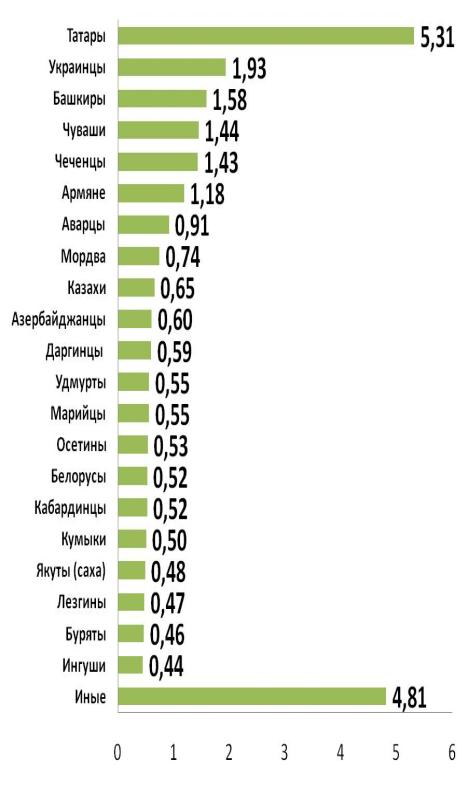 Татары 5,31
Украинцы 1,93
Башкиры 1,58
Чуваши 1,44
Чеченцы 1,43
Армяне 1,18
Аварцы 0,91
Мордва 0,74
Казахи 0,65
Азербайджанцы 0,60
Даргинцы 0,59
Удмурты 0,55
Марийцы 0,55
Осетины 0,53
Белорусы 0,52
Кабардинцы 0,52
Кумыки 0,50
Якуты (саха) 0,48
Лезгины 0,47
Буряты 0,46
Ингуши 0,44
Иные 4,81
0 1 2 3 4 5 6